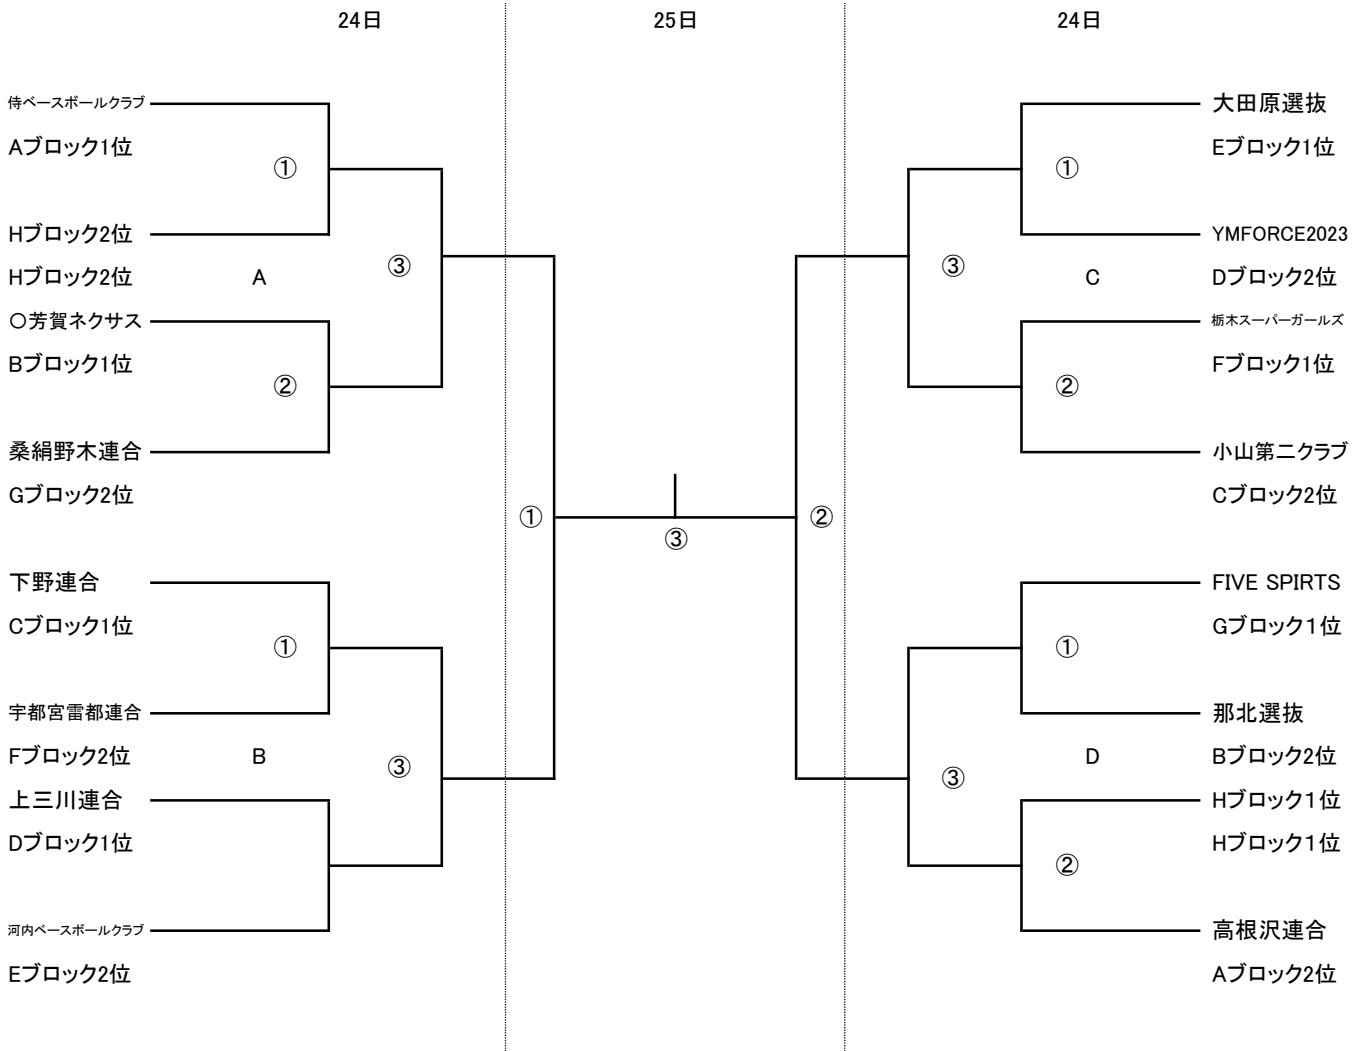 24日
25日
24日
侍ベースボールクラブ
Aブロック1位
①
Hブロック2位
Hブロック2位
A
③
〇芳賀ネクサス
Bブロック1位
②
桑絹野木連合
Gブロック2位
下野連合
Cブロック1位
①
宇都宮雷都連合
Fブロック2位
B
③
上三川連合
Dブロック1位
河内ベースボールクラブ
Eブロック2位
①
③
②
大田原選抜
Eブロック1位
①
YMFORCE2023
Dブロック2位
C
③
栃木スーパーガールズ
Fブロック1位
②
小山第二クラブ
Cブロック2位
FIVE SPIRTS
Gブロック１位
①
那北選抜
Bブロック2位
D
③
Hブロック１位
Hブロック１位
②
高根沢連合
Aブロック2位